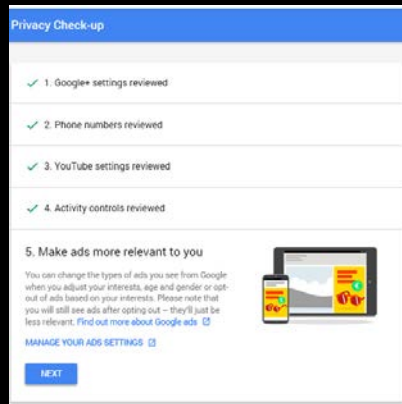 Privacy Check-up
1. Google+ settings reviewed
2. Phone numbers reviewed
3. YouTube settings reviewed
4. Activity controls reviewed
5. Make ads more relevant to you
You can change the types of ads you see from Google
when you adjust your interests, age and gender or opt-
out of ads based on your interests. Please note that
you will still see ads after opting out – they'll just be
less relevant. Find out more about Google ads
MANAGE YOUR ADS SETTINGS
NEXT